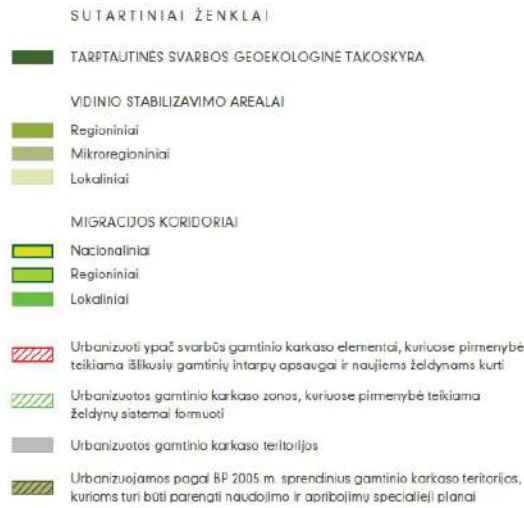 SUTARTINIAI ŽENKLAI
TARPTAUTINĖS SVARBOS GEOEKOLOGINĖ TAKOSKYRA
VIDINIO STABILIZAVIMO AREALAI
Regioniniai
Mikroregioniniai
Lokaliniai
MIGRACIJOS KORIDORIAI
Nacionaliniai
Regioniniai
Lokaliniai
Urbanizuoti ypač svarbūs gamtinio karkaso elementai, kuriuose pirmenybė
teikiama išlikusių gamtinių intarpų apsaugai ir naujiems želdynams kurti
Urbanizuotos gamtinio karkaso zonos, kuriuose pirmenybė teikiama
želdynų sistemai formuoti
Urbanizuotos gamtinio karkaso teritorijos
Urbanizuojamos pagal BP 2005 m. sprendinius gamtinio karkaso teritorijos,
kurioms turi būti parengti naudojimo ir apribojimų specialieji planai